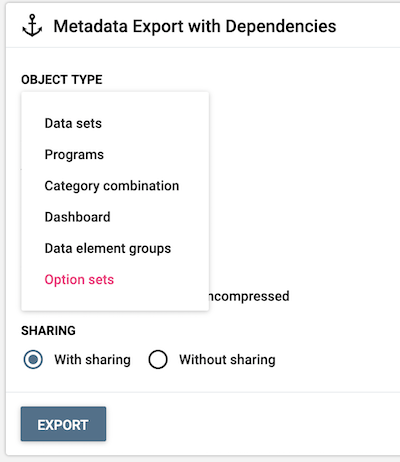 Metadata Export with Dependencies
OBJECT TYPE
Data sets
Programs
Category combination
Dashboard
Data element groups
Option sets
ncompressed
SHARING
With sharing Without sharing
EXPORT